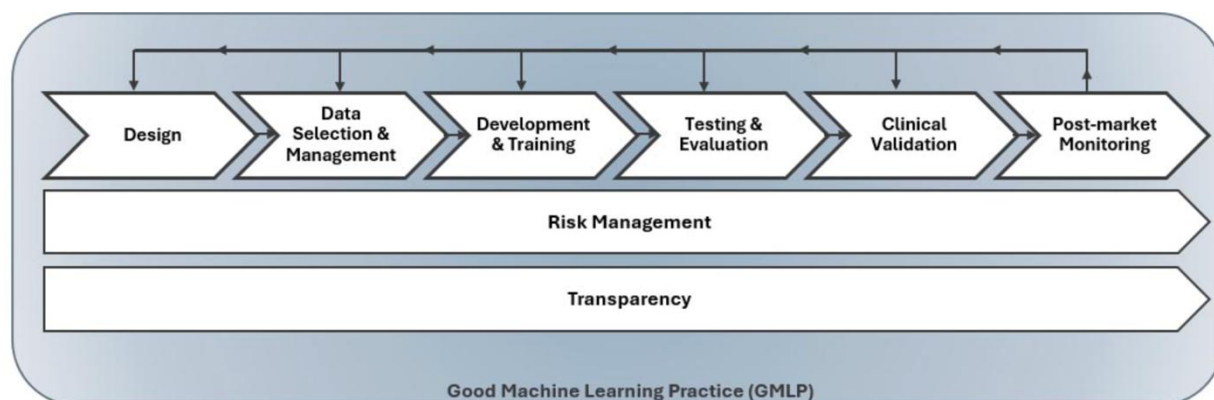 Design
Data
Selection &
Management
Development
& Training
Testing &
Evaluation
Clinical
Validation
Post-market
Monitoring
Risk Management
Transparency
Good Machine Learning Practice (GMLP)